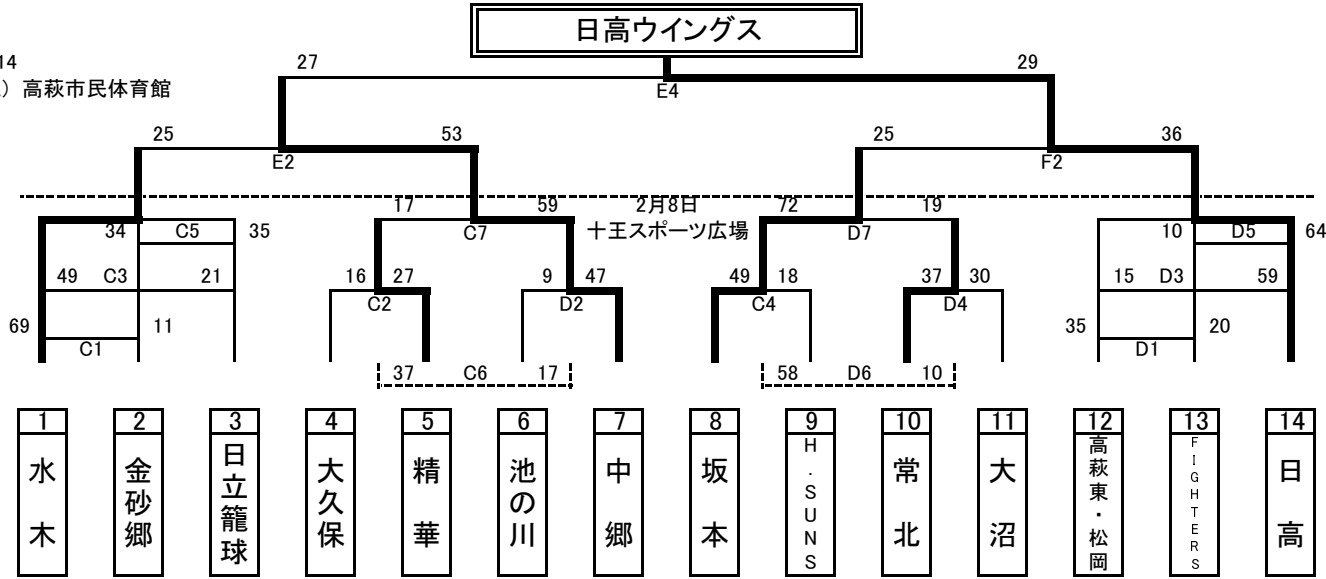 日高ウイングス
14
27 29
）高萩市民体育館
E4
25 53 25 36
E2 F2
17 59 2月8日 72 19
34 C5 35 C7 十王スポーツ広場 D7 10 D5 64
49 C3 21 16 27 9 47 49 18 37 30 15 D3 59
C2 D2 C4 D4
69 11 35 20
C1 D1
37 C6 17 58 D6 10
1 2 3 4 5 6 7 8 9 10 11 12 13 14
水木
金砂郷
日立籠球
大久保
精華
池の川
中郷
坂本
H.SUNS
常北
大沼
高萩東・松岡
FIGHTERS
日高